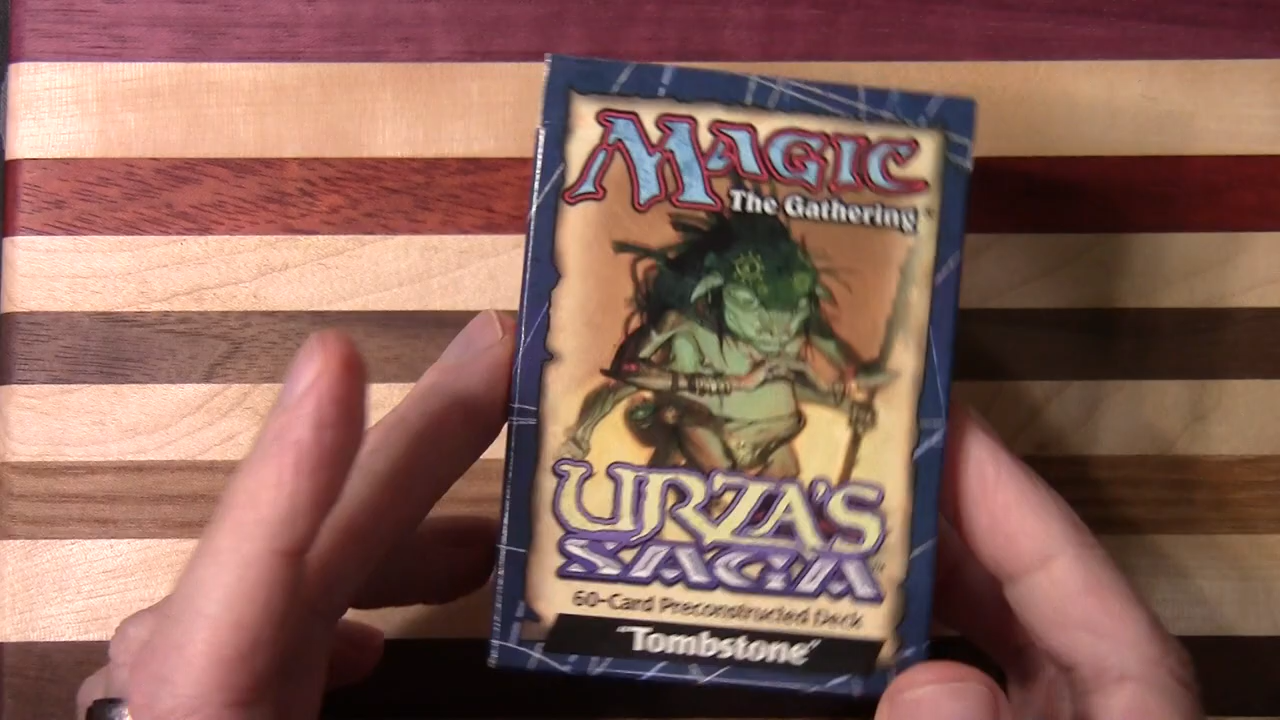 MAGIC
The Gathering
URZA'S
SAGA
60-Card Preconstructed Deck
"Tombstone"